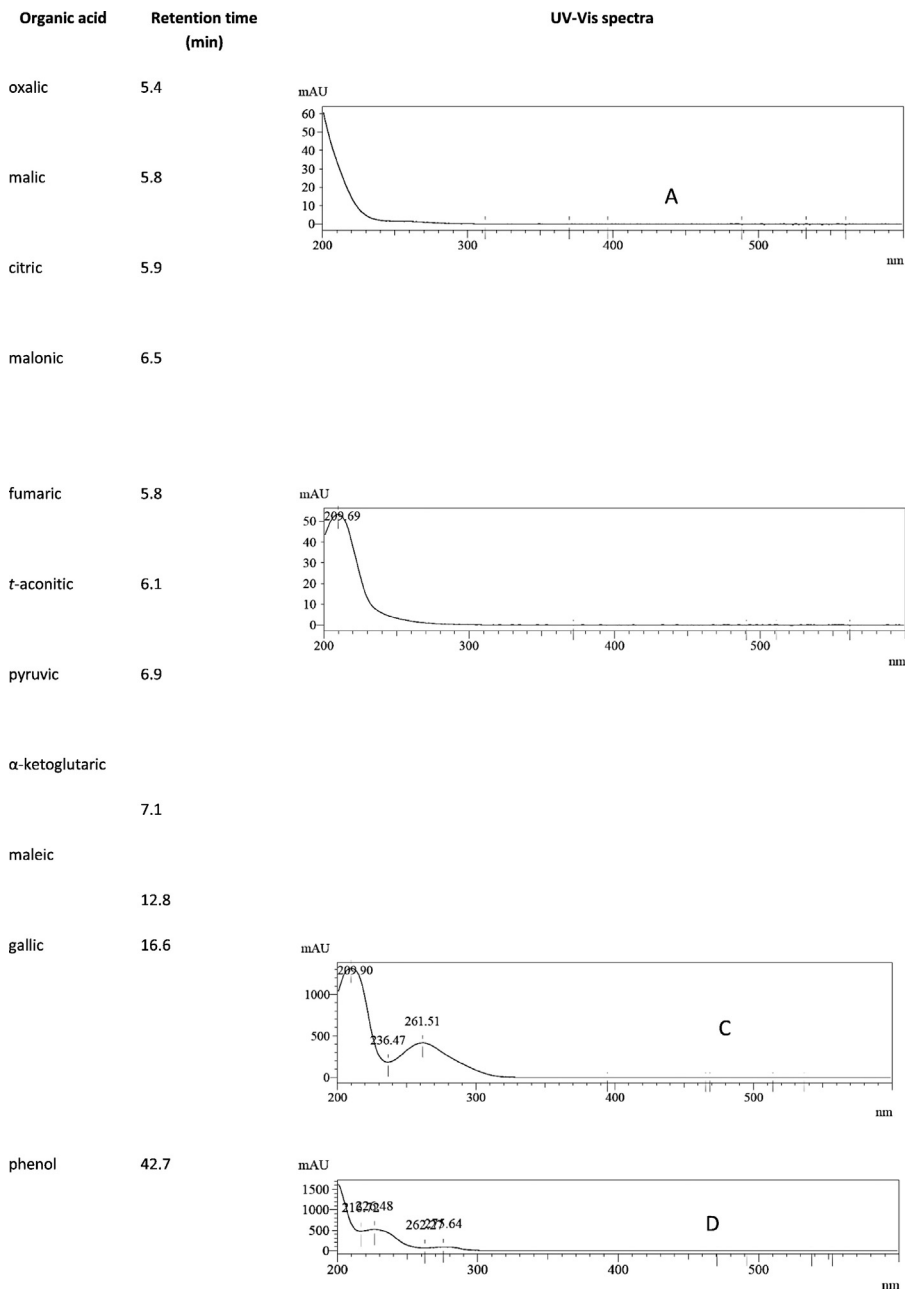 Organic acid Retention time (min) UV-Vis spectra
oxalic 5.4
mAU
60
50
40
30
20
10
0
A
200 300 400 500
nm
malic 5.8
citric 5.9
malonic 6.5
fumaric 5.8
mAU
209.69
50
40
30
20
10
0
200 300 400 500
nm
t-aconitic 6.1
pyruvic 6.9
α-ketoglutaric
7.1
maleic
12.8
gallic 16.6
mAU
209.90
1000
261.51
C
500
236.47
0
200 300 400 500
nm
phenol 42.7
mAU
1500
226.48
1000
262.27 275.64
D
500
0
200 300 400 500
nm